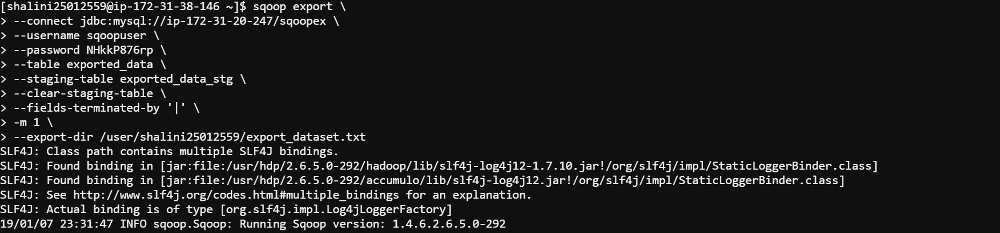 [shalini25012559@ip-172-31-38-146 ~]$ sqoop export \
> --connect jdbc:mysql://ip-172-31-20-247/sqoopex \
> --username sqoopuser \
> --password NHkkP876rp \
> --table exported_data \
> --staging-table exported_data_stg \
> --clear-staging-table \
> --fields-terminated-by '|' \
> -m 1 \
> --export-dir /user/shalini25012559/export_dataset.txt
SLF4J: Class path contains multiple SLF4J bindings.
SLF4J: Found binding in [jar:file:/usr/hdp/2.6.5.0-292/hadoop/lib/slf4j-log4j12-1.7.10.jar!/org/slf4j/impl/StaticLoggerBinder.class]
SLF4J: Found binding in [jar:file:/usr/hdp/2.6.5.0-292/accumulo/lib/slf4j-log4j12.jar!/org/slf4j/impl/StaticLoggerBinder.class]
SLF4J: See http://www.slf4j.org/codes.html#multiple_bindings for an explanation.
SLF4J: Actual binding is of type [org.slf4j.impl.Log4jLoggerFactory]
19/01/07 23:31:47 INFO sqoop.Sqoop: Running Sqoop version: 1.4.6.2.6.5.0-292